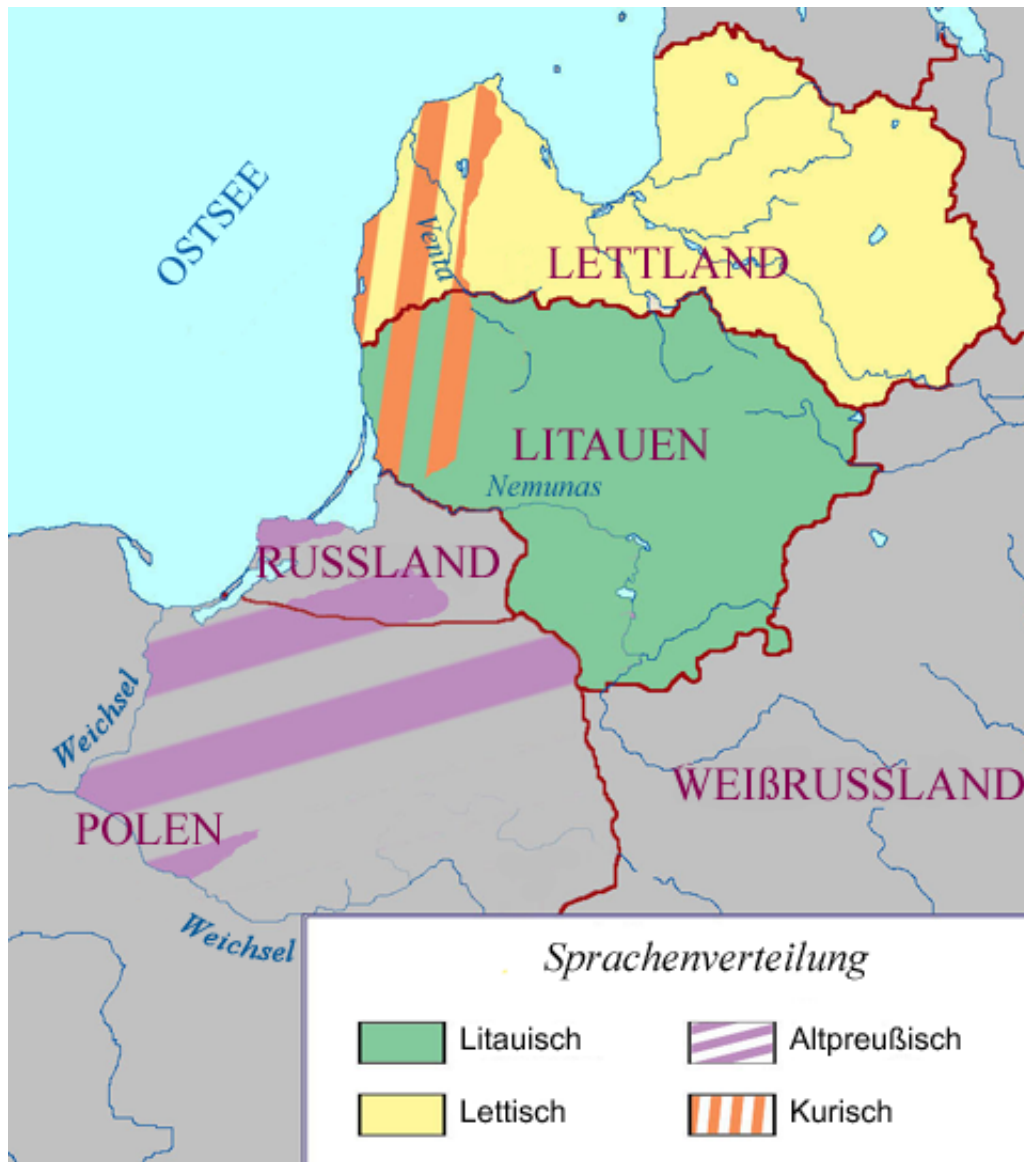 OSTSEE
Venta
LETTLAND
LITAUEN
Nemunas
RUSSLAND
Weichsel
WEIßRUSSLAND
POLEN
Weichsel
Sprachenverteilung
Litauisch
Altpreußisch
Lettisch
Kurisch